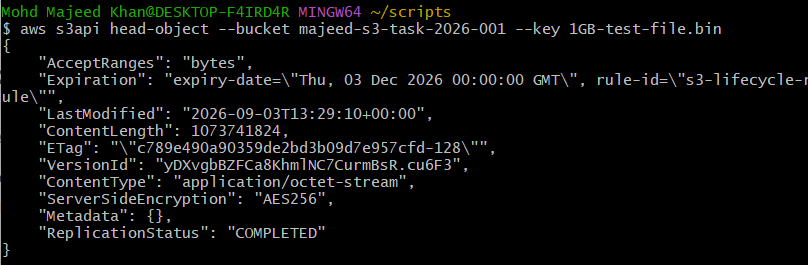 Mohd Majeed Khan@DESKTOP-F4IRD4R MINGW64 ~/scripts
$ aws s3api head-object --bucket majeed-s3-task-2026-001 --key 1GB-test-file.bin
{
    "AcceptRanges": "bytes",
    "Expiration": "expiry-date=\"Thu, 03 Dec 2026 00:00:00 GMT\", rule-id=\"s3-lifecycle-r
ule\"",
    "LastModified": "2026-09-03T13:29:10+00:00",
    "ContentLength": 1073741824,
    "ETag": "\"c789e490a90359de2bd3b09d7e957cfd-128\"",
    "VersionId": "yDXvgbBZFCa8KhmlNC7CurmBsR.cu6F3",
    "ContentType": "application/octet-stream",
    "ServerSideEncryption": "AES256",
    "Metadata": {},
    "ReplicationStatus": "COMPLETED"
}